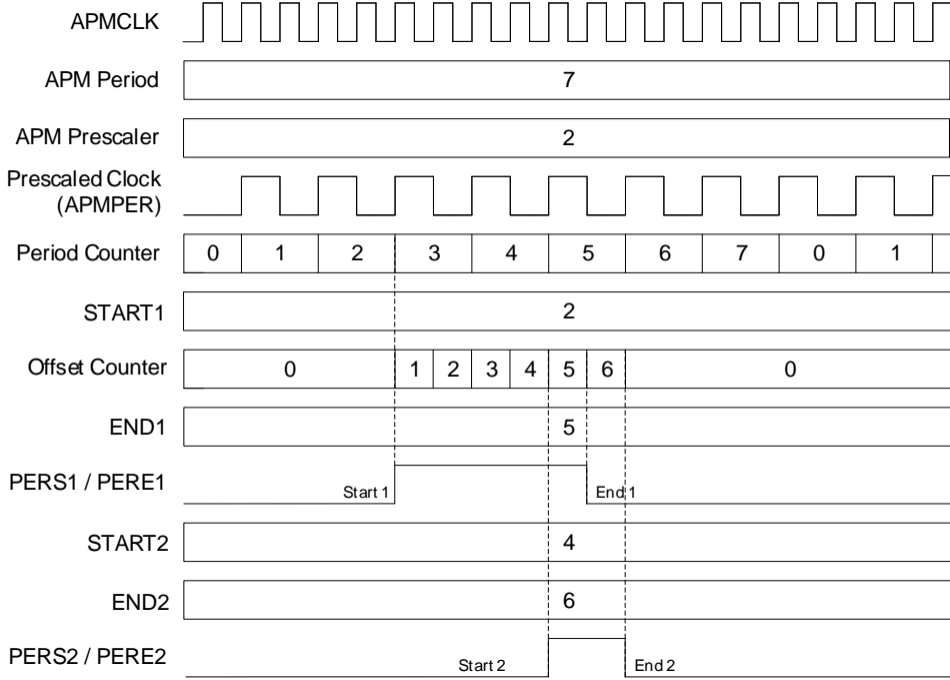 APMCLK
APM Period 7
APM Prescaler 2
Prescaled Clock
(APMPER)
Period Counter 0 1 2 3 4 5 6 7 0 1
START1 2
Offset Counter 0 1 2 3 4 5 6 0
END1 5
PERS1 / PERE1 Start 1 End 1
START2 4
END2 6
PERS2 / PERE2 Start 2 End 2